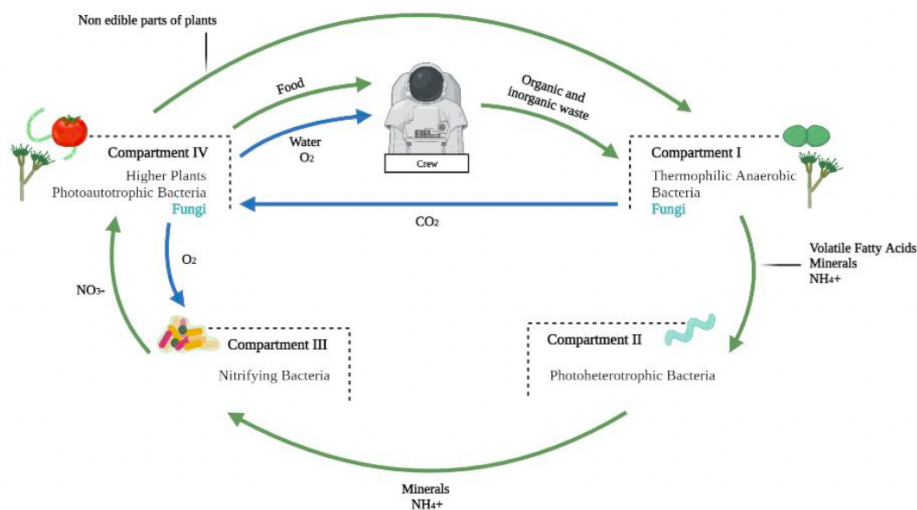 Non edible parts of plants
Food
Organic and
inorganic waste
Water
O2
Crew
Compartment IV
Higher Plants
Photoautotrophic Bacteria
Fungi
Compartment I
Thermophilic Anaerobic
Bacteria
Fungi
CO2
O2
NO3-
Volatile Fatty Acids
Minerals
NH4+
Compartment III
Nitrifying Bacteria
Compartment II
Photoheterotrophic Bacteria
Minerals
NH4+